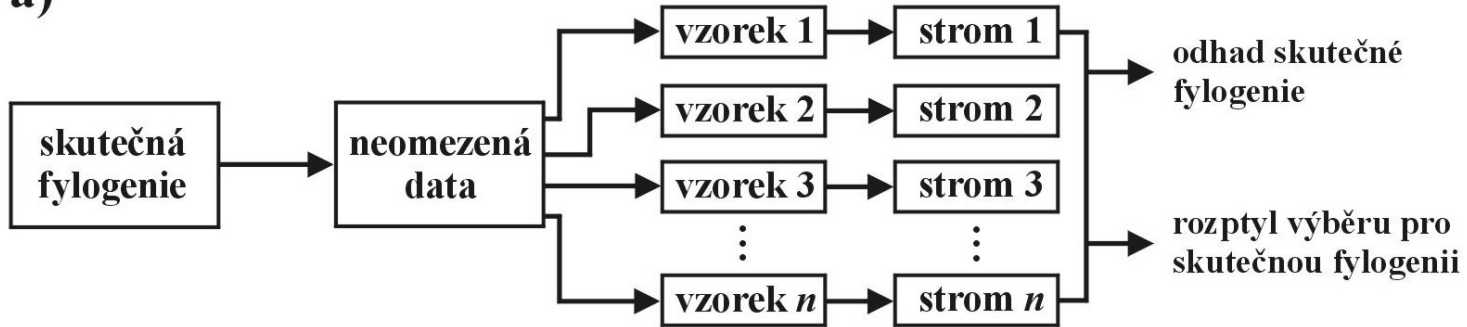 a)
skutečná
fylogenie
neomezená
data
vzorek 1
strom 1
vzorek 2
strom 2
vzorek 3
strom 3
vzorek n
strom n
odhad skutečné
fylogenie
rozptyl výběru pro
skutečnou fylogenii